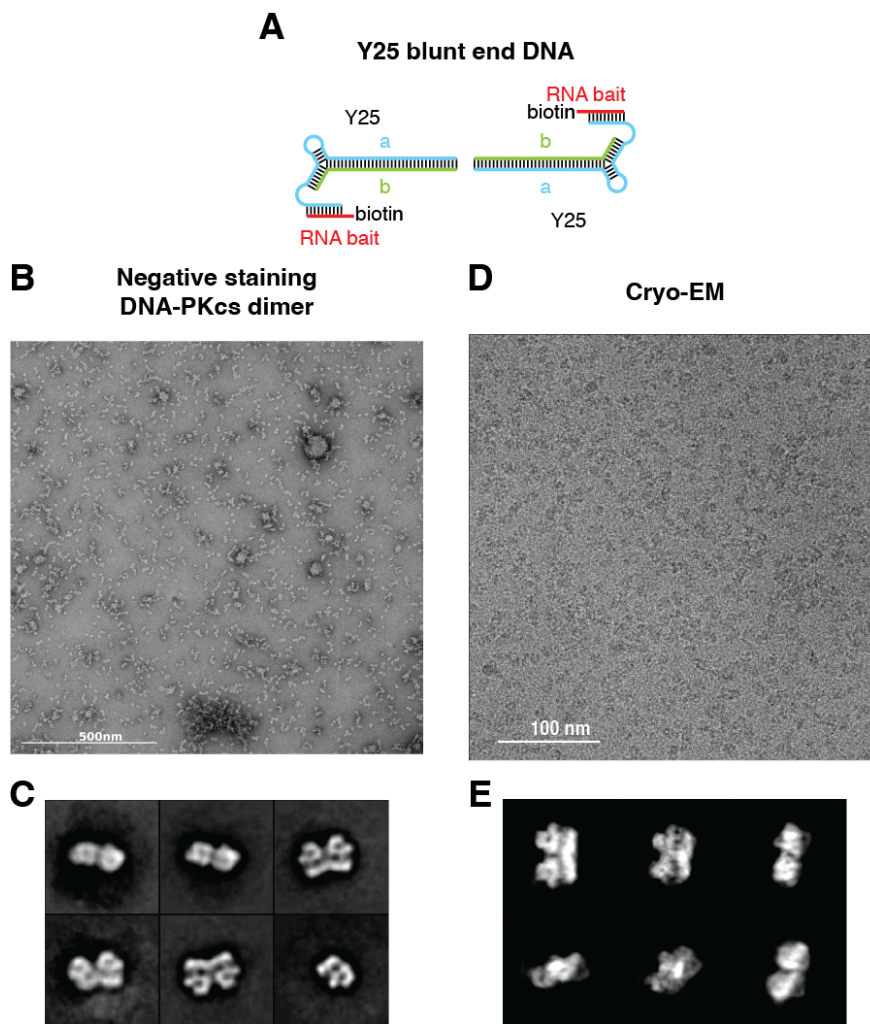 A
Y25 blunt end DNA
RNA bait
biotin
Y25
a
b
b
a
biotin
Y25
RNA bait
B
Negative staining
DNA-PKcs dimer
D
Cryo-EM
500nm
100 nm
C
E